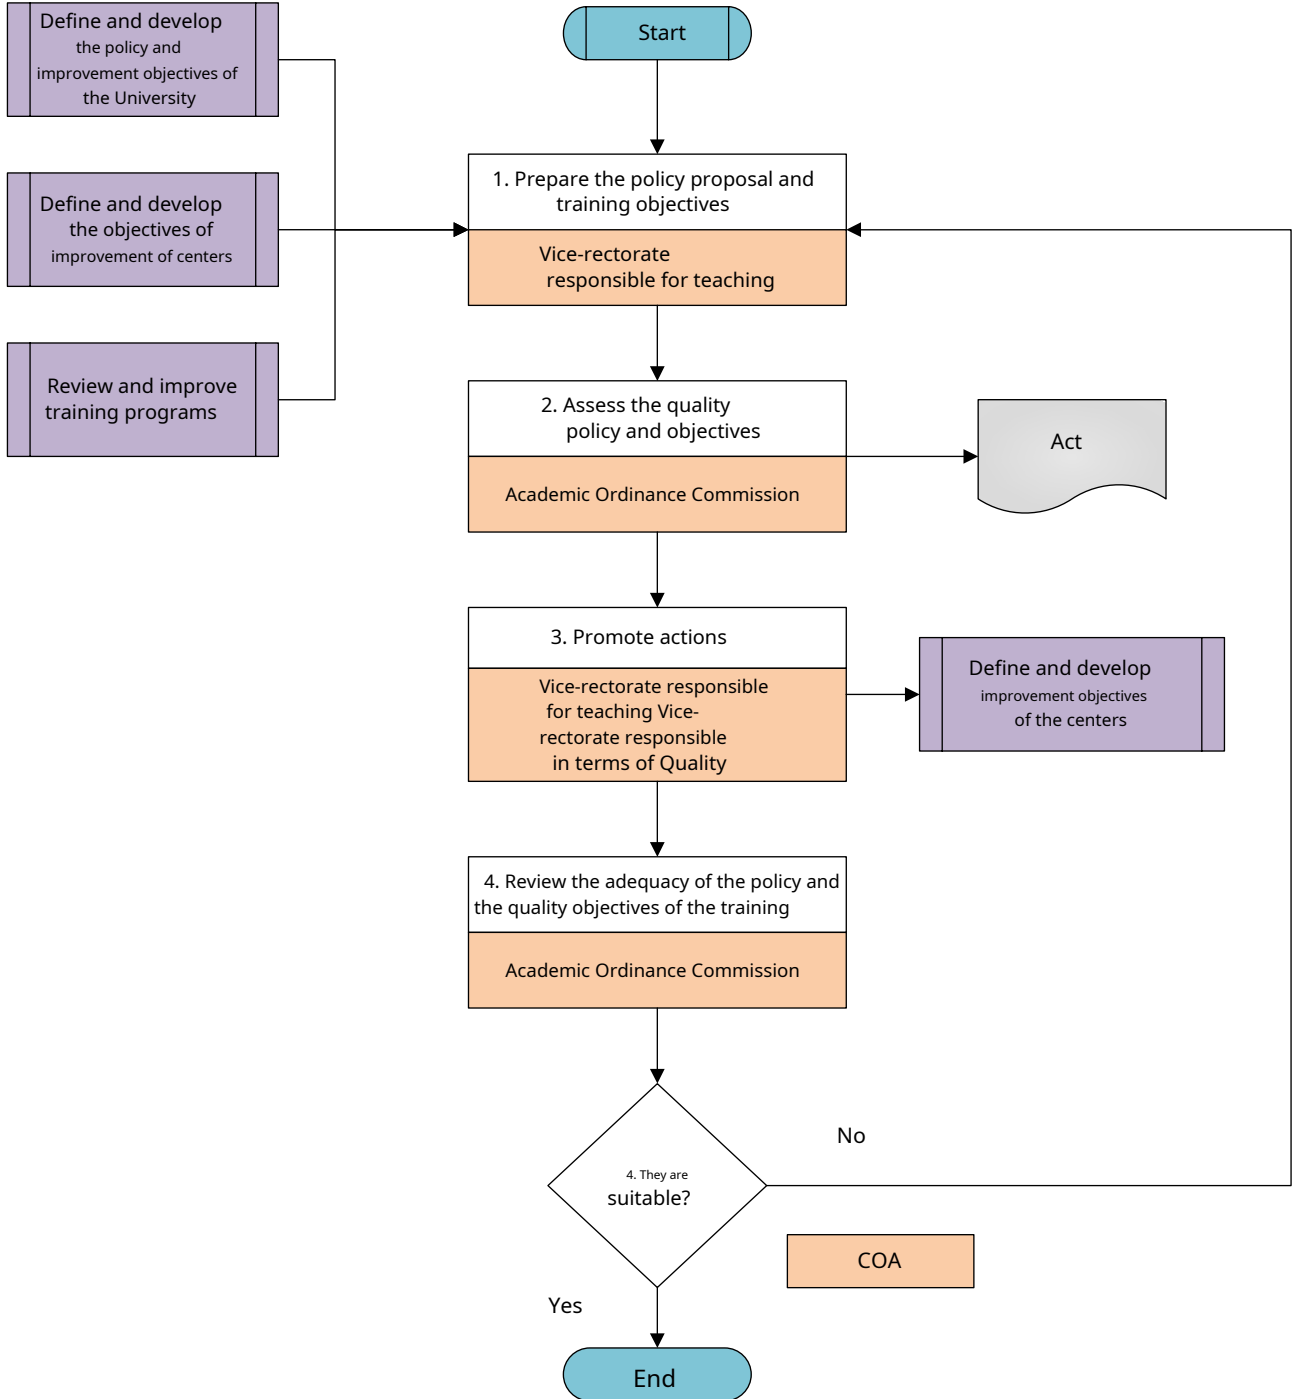 Define and develop
the policy and
improvement objectives of
the University
Start
1. Prepare the policy proposal and
training objectives
Define and develop
the objectives of
improvement of centers
Vice-rectorate
responsible for teaching
Review and improve
training programs
2. Assess the quality
policy and objectives
Academic Ordinance Commission
Act
3. Promote actions
Vice-rectorate responsible
for teaching Vice-
rectorate responsible
in terms of Quality
Define and develop
improvement objectives
of the centers
4. Review the adequacy of the policy and
the quality objectives of the training
Academic Ordinance Commission
No
4. They are
suitable?
COA
Yes
End